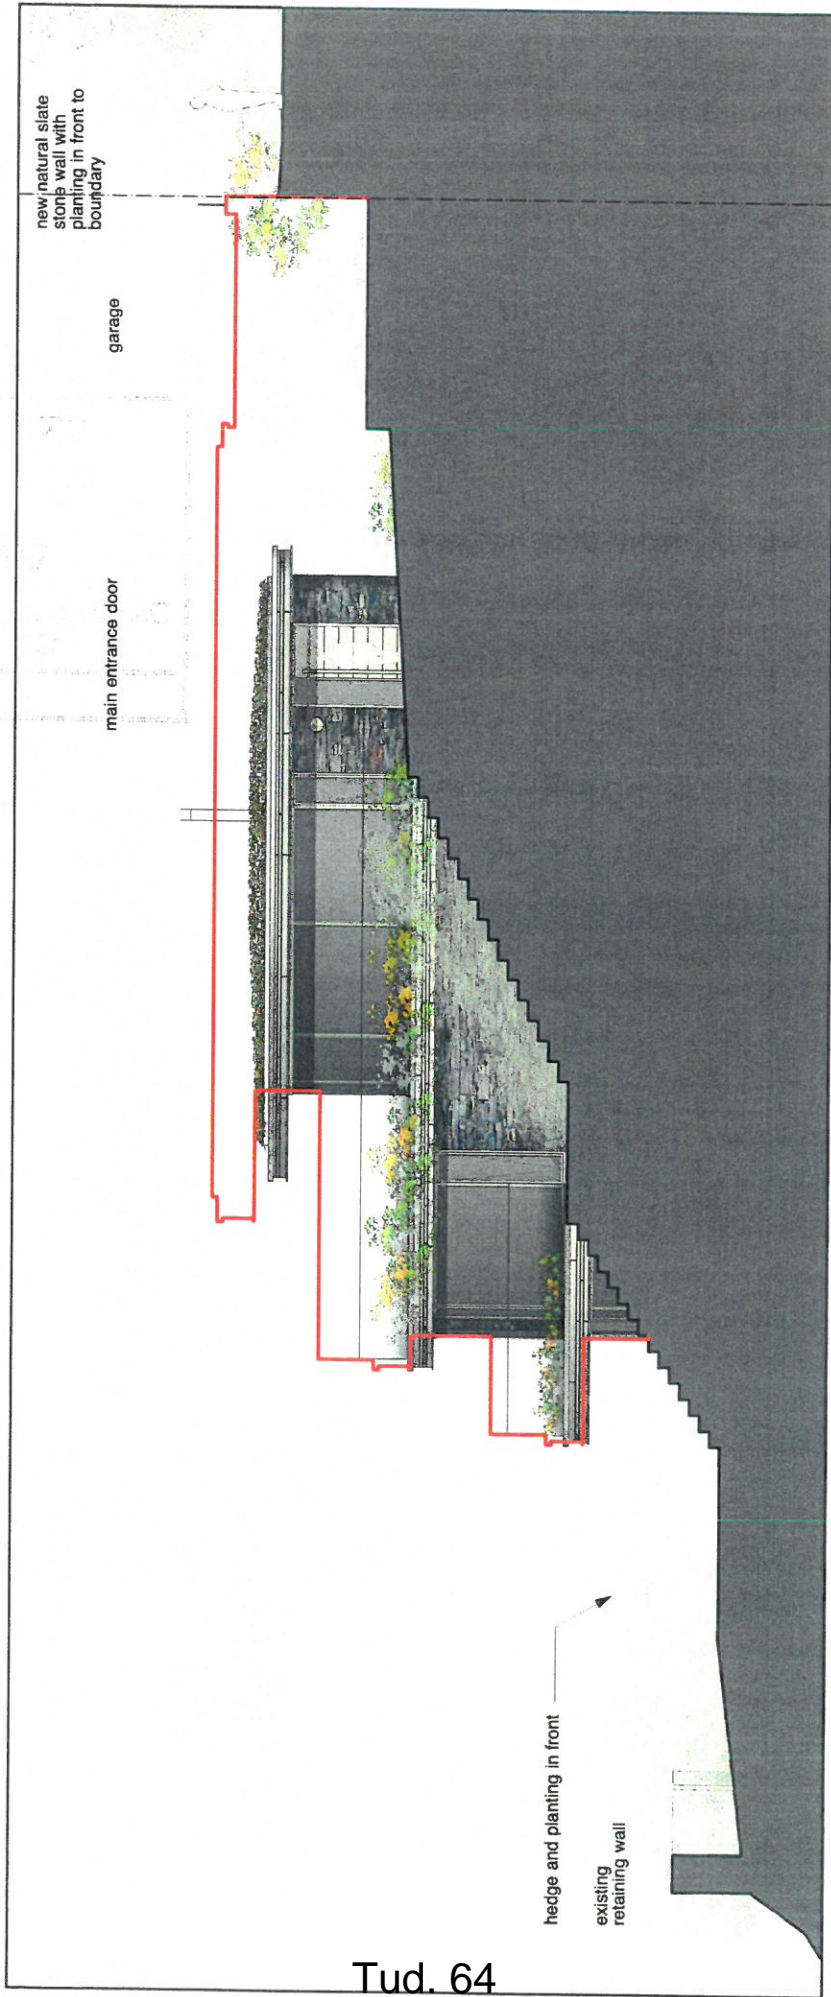 new natural slate
stone wall with
planting in front to
boundary
garage
main entrance door
hedge and planting in front
existing
retaining wall
Tud. 64